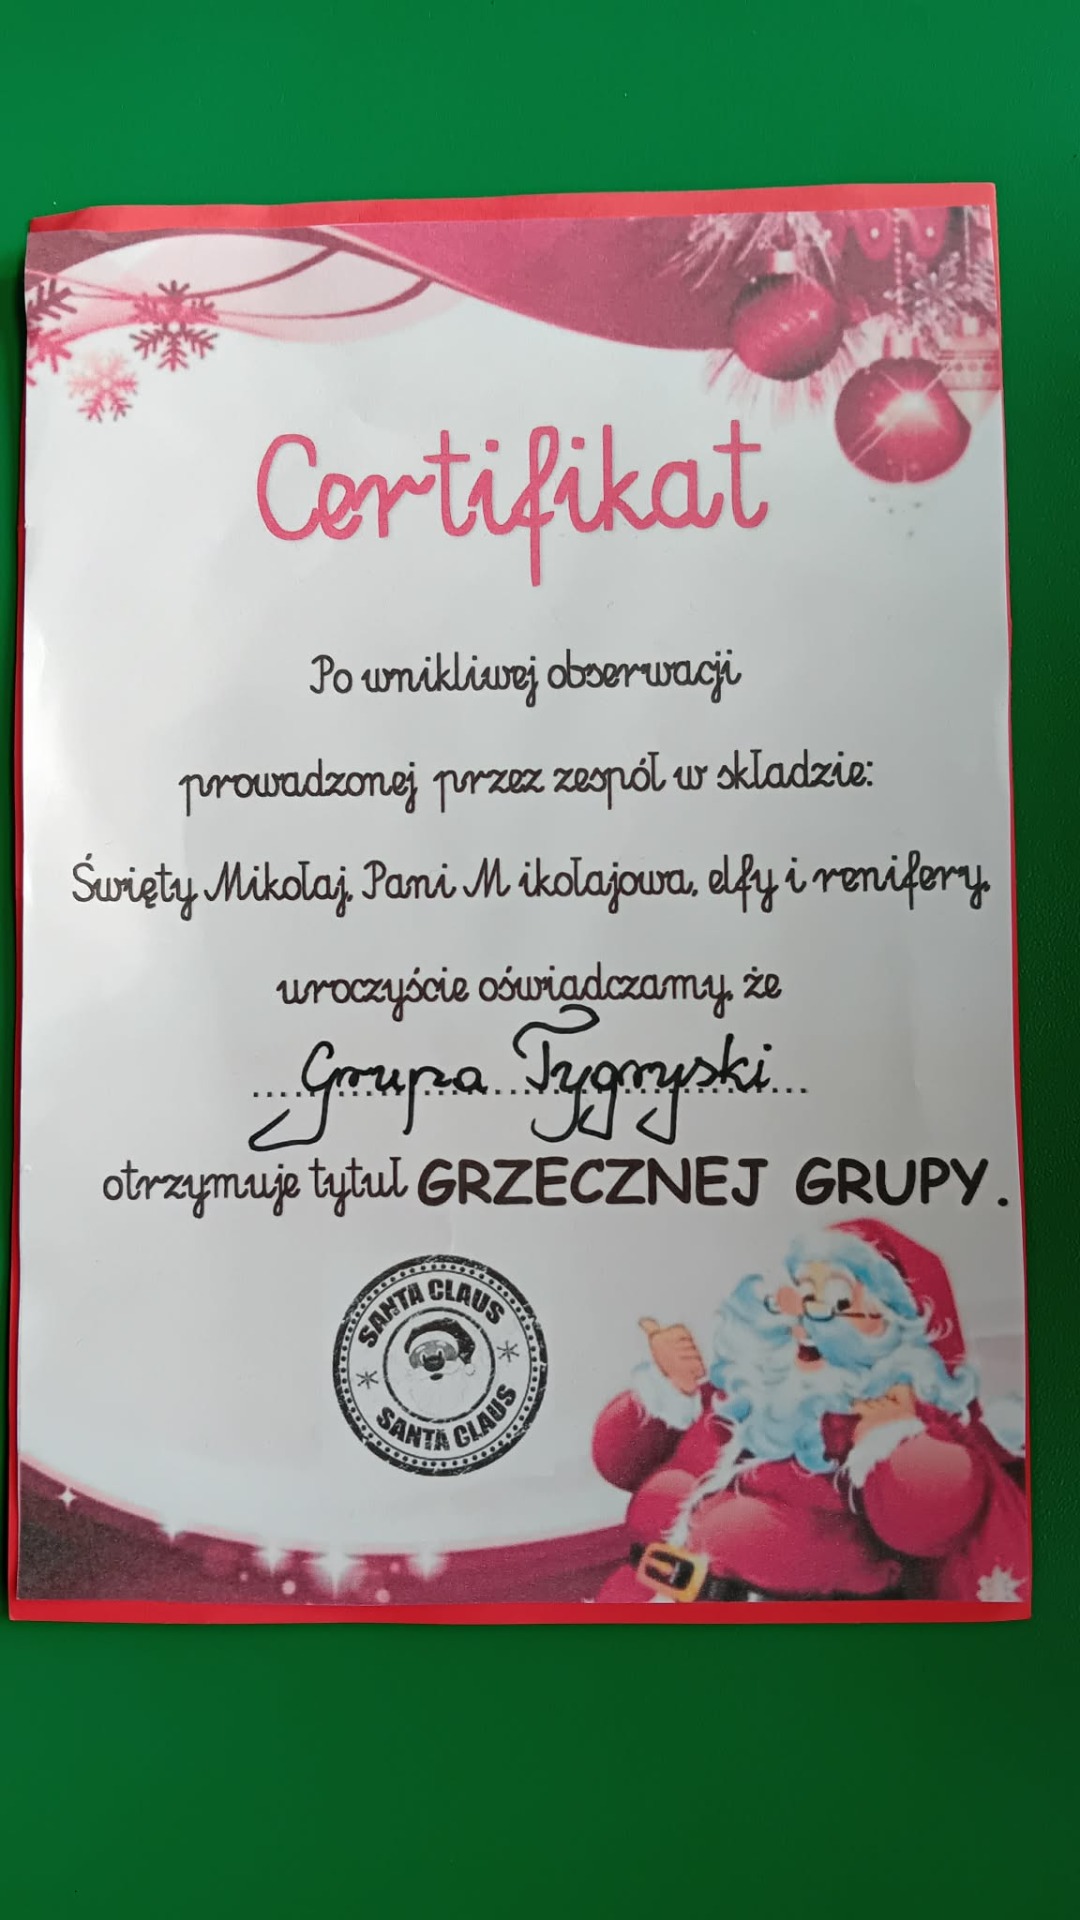 Certifikat
Po wnikliwej obserwacji
prowadzonej przez zespół w składzie:
Święty Mikołaj, Pani M ikołajowa, elfy i renifery,
uroczyście oświadczamy, że
....Grupa..Tygryski...
otrzymuje tytuł GRZECZNEJ GRUPY.
SANTA CLAUS
SANTA CLAUS